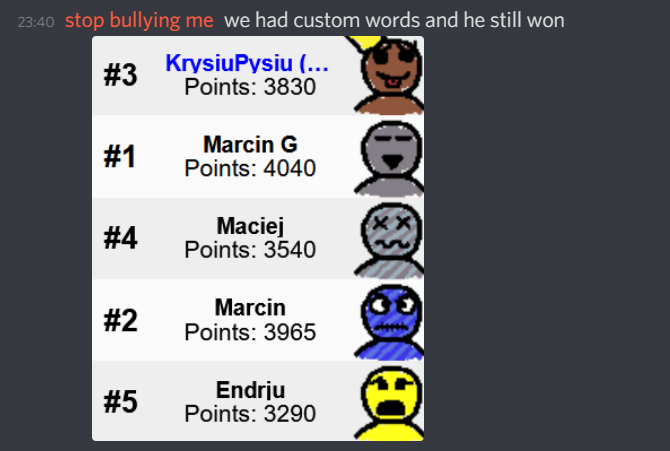 23:40 stop bullying me we had custom words and he still won
#3 KrysiuPysiu (...
Points: 3830
#1 Marcin G
Points: 4040
#4 Maciej
Points: 3540
#2 Marcin
Points: 3965
#5 Endrju
Points: 3290